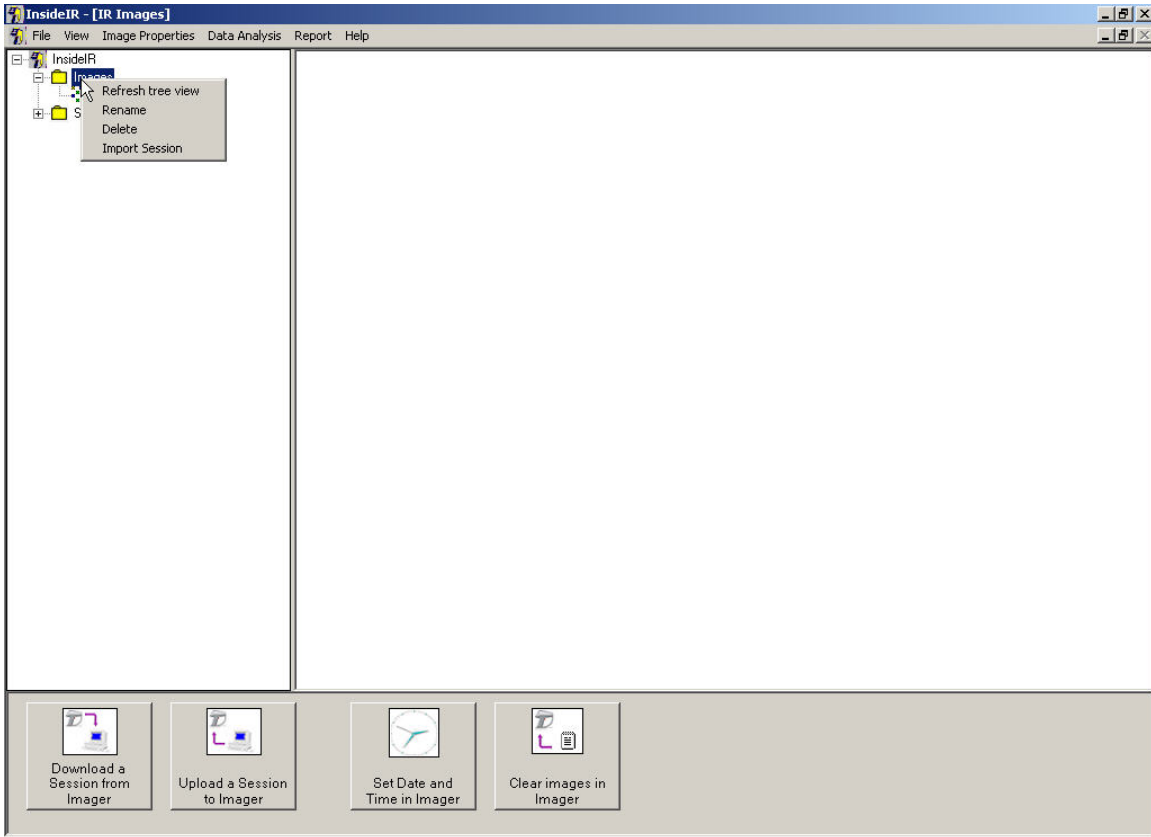 InsideIR - [IR Images]
File View Image Properties Data Analysis Report Help
InsideIR
Images
S
Refresh tree view
Rename
Delete
Import Session
Download a
Session from
Imager
Upload a Session
to Imager
Set Date and
Time in Imager
Clear images in
Imager